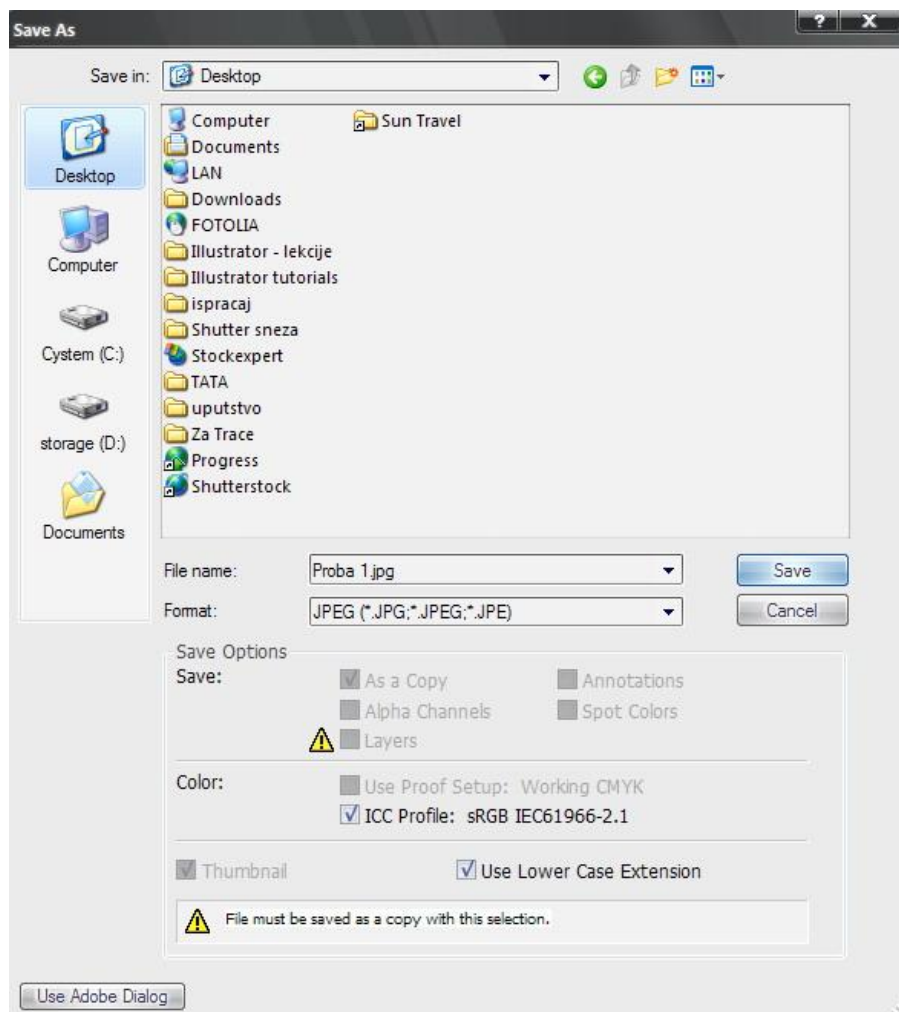 Save As
? X
Save in: Desktop
Desktop
Computer
Cystem (C:)
storage (D:)
Documents
Computer
Documents
LAN
Downloads
FOTOLIA
Illustrator - lekcije
Illustrator tutorials
ispracaj
Shutter sneza
Stockexpert
TATA
uputstvo
Za Trace
Progress
Shutterstock
Sun Travel
File name: Proba 1.jpg Save
Format: JPEG (*.JPG;*.JPEG;*.JPE) Cancel
Save Options
Save: As a Copy Annotations
Alpha Channels Spot Colors
Layers
Color: Use Proof Setup: Working CMYK
ICC Profile: sRGB IEC61966-2.1
Thumbnail Use Lower Case Extension
File must be saved as a copy with this selection.
Use Adobe Dialog